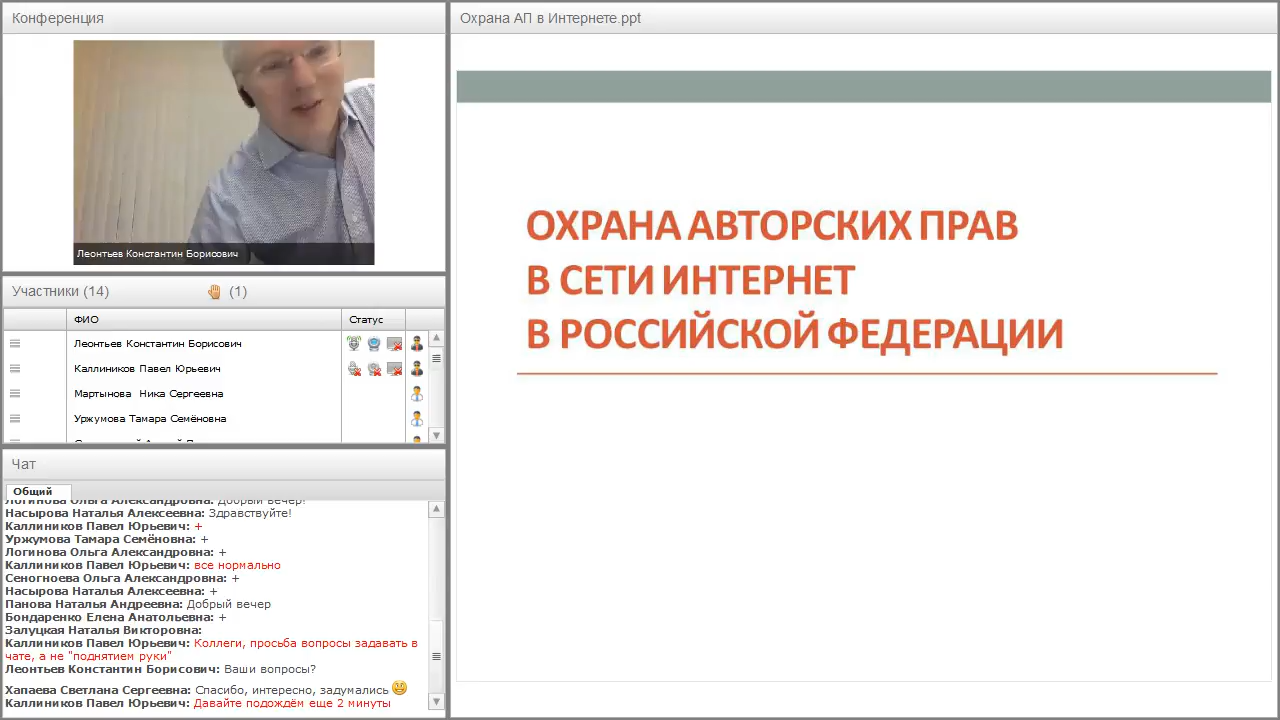 Конференция
Леонтьев Константин Борисович
Участники (14) (1)
ФИО Статус
Леонтьев Константин Борисович
Каллиников Павел Юрьевич
Мартынова Ника Сергеевна
Уржумова Тамара Семёновна
Чат
Общий
Логинова Ольга Александровна: Добрый вечер!
Насырова Наталья Алексеевна: Здравствуйте!
Каллиников Павел Юрьевич: +
Уржумова Тамара Семёновна: +
Логинова Ольга Александровна: +
Каллиников Павел Юрьевич: все нормально
Сеногноева Ольга Александровна: +
Насырова Наталья Алексеевна: +
Панова Наталья Андреевна: Добрый вечер
Бондаренко Елена Анатольевна: +
Залуцкая Наталья Викторовна:
Каллиников Павел Юрьевич: Коллеги, просьба вопросы задавать в
чате, а не "поднятием руки"
Леонтьев Константин Борисович: Ваши вопросы?
Хапаева Светлана Сергеевна: Спасибо, интересно, задумались
Каллиников Павел Юрьевич: Давайте подождём еще 2 минуты
Охрана АП в Интернете.ppt
ОХРАНА АВТОРСКИХ ПРАВ
В СЕТИ ИНТЕРНЕТ
В РОССИЙСКОЙ ФЕДЕРАЦИИ